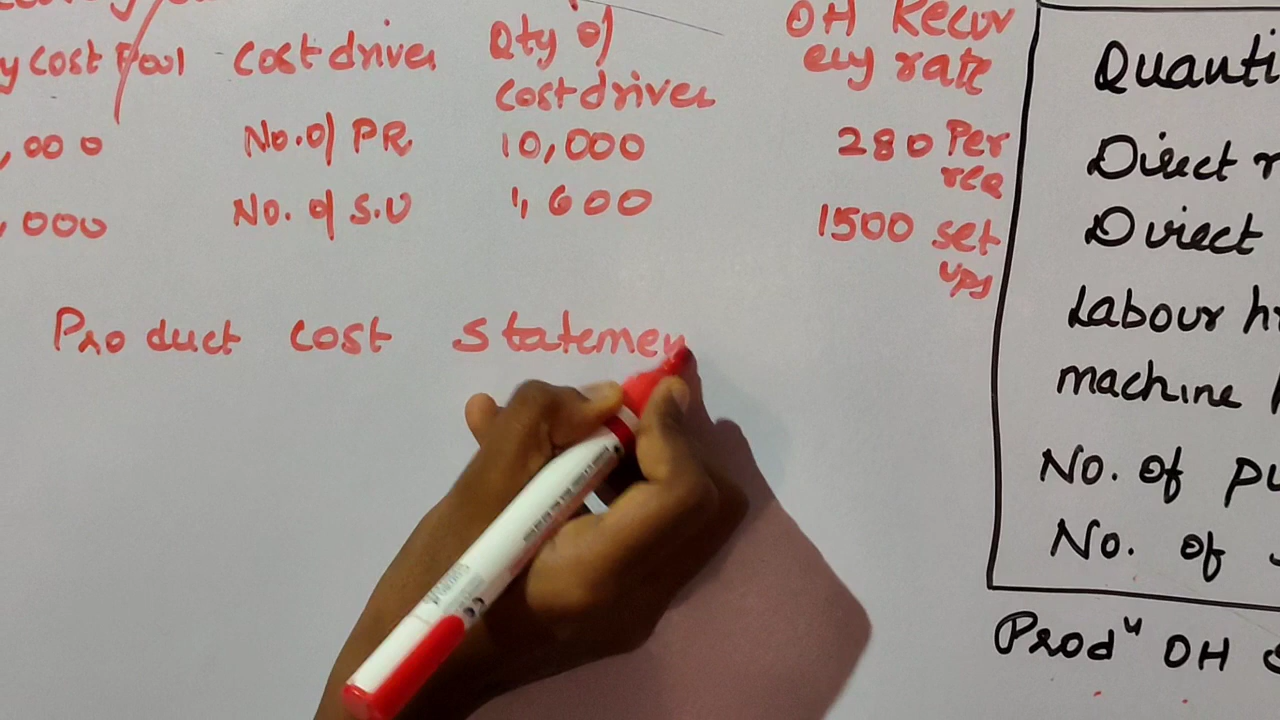 y Cost Pool Cost driver Qty of cost driver OH Recov ery rate
,000 No. of PR 10,000 280 Per req
,000 No. of S.U 1,600 1500 set ups
Product cost statemen
Quanti
Direct
Direct
Labour h
machine
No. of pu
No. of
Prodⁿ OH